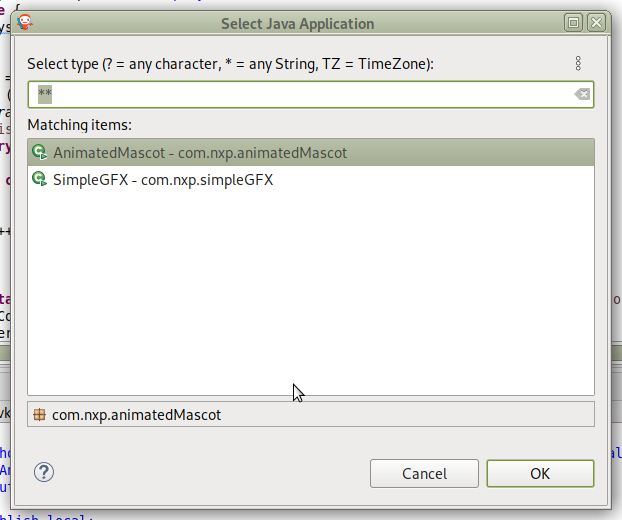 Select Java Application
Select type (? = any character, * = any String, TZ = TimeZone):
**
Matching items:
AnimatedMascot - com.nxp.animatedMascot
SimpleGFX - com.nxp.simpleGFX
com.nxp.animatedMascot
Cancel
OK